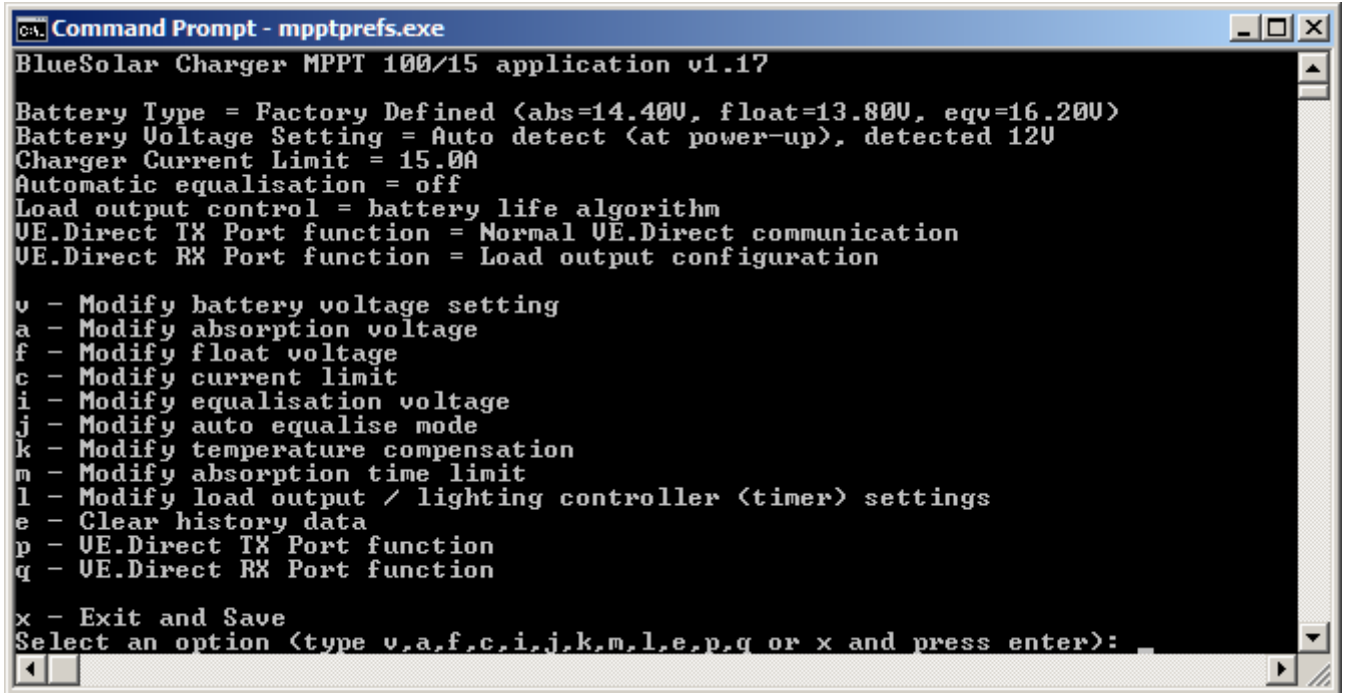 Command Prompt - mpptprefs.exe
BlueSolar Charger MPPT 100/15 application v1.17
Battery Type = Factory Defined (abs=14.40V, float=13.80V, eqv=16.20V)
Battery Voltage Setting = Auto detect (at power-up), detected 12V
Charger Current Limit = 15.0A
Automatic equalisation = off
Load output control = battery life algorithm
VE.Direct TX Port function = Normal VE.Direct communication
VE.Direct RX Port function = Load output configuration
v - Modify battery voltage setting
a - Modify absorption voltage
f - Modify float voltage
c - Modify current limit
i - Modify equalisation voltage
j - Modify auto equalise mode
k - Modify temperature compensation
m - Modify absorption time limit
l - Modify load output / lighting controller (timer) settings
e - Clear history data
p - VE.Direct TX Port function
q - VE.Direct RX Port function
x - Exit and Save
Select an option (type v,a,f,c,i,j,k,m,l,e,p,q or x and press enter): _